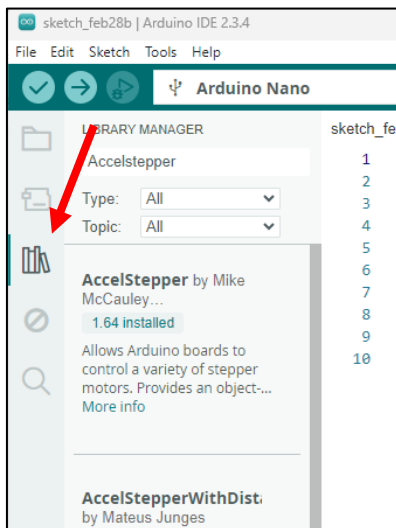 sketch_feb28b | Arduino IDE 2.3.4
File Edit Sketch Tools Help
Arduino Nano
LIBRARY MANAGER
Accelstepper
Type: All
Topic: All
AccelStepper by Mike
McCauley...
1.64 installed
Allows Arduino boards to
control a variety of stepper
motors. Provides an object-...
More info
AccelStepperWithDista
by Mateus Junges
sketch_fe
1
2
3
4
5
6
7
8
9
10